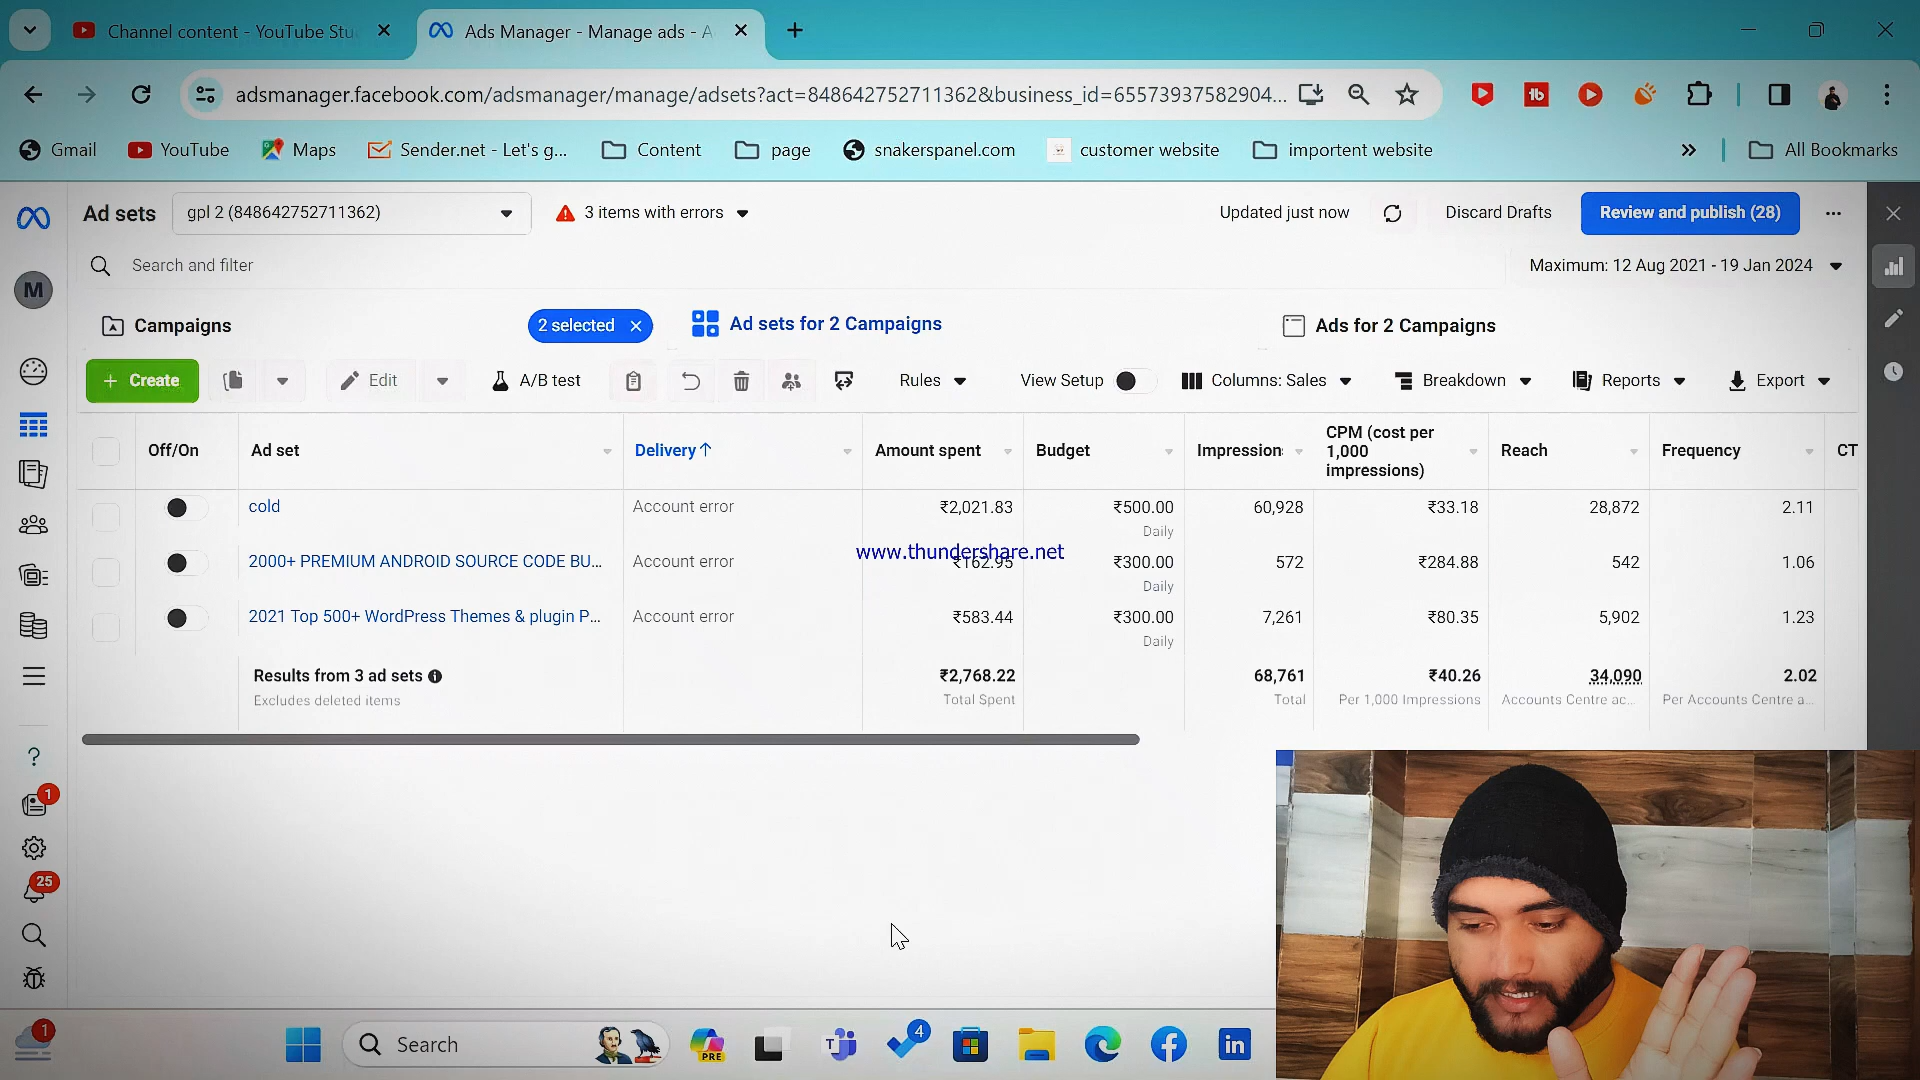 Channel content - YouTube Stu
Ads Manager - Manage ads - A
adsmanager.facebook.com/adsmanager/manage/adsets?act=848642752711362&business_id=65573937582904...
Gmail YouTube Maps Sender.net - Let's g... Content page snakerspanel.com customer website importent website » All Bookmarks
Ad sets gpl 2 (848642752711362) 3 items with errors Updated just now Discard Drafts Review and publish (28)
M
Search and filter Maximum: 12 Aug 2021 - 19 Jan 2024
Campaigns 2 selected Ad sets for 2 Campaigns Ads for 2 Campaigns
+ Create Edit A/B test Rules View Setup Columns: Sales Breakdown Reports Export
Off/On Ad set Delivery↑ Amount spent Budget Impression CPM (cost per 1,000 impressions) Reach Frequency CT
cold Account error ₹2,021.83 ₹500.00 60,928 ₹33.18 28,872 2.11
Daily
www.thundershare.net
2000+ PREMIUM ANDROID SOURCE CODE BU... Account error ₹162.95 ₹300.00 572 ₹284.88 542 1.06
Daily
2021 Top 500+ WordPress Themes & plugin P... Account error ₹583.44 ₹300.00 7,261 ₹80.35 5,902 1.23
Daily
Results from 3 ad sets ₹2,768.22 68,761 ₹40.26 34,090 2.02
Excludes deleted items Total Spent Total Per 1,000 Impressions Accounts Centre ac... Per Accounts Centre a...
?
1
25
1
Search
PRE
T
4
in